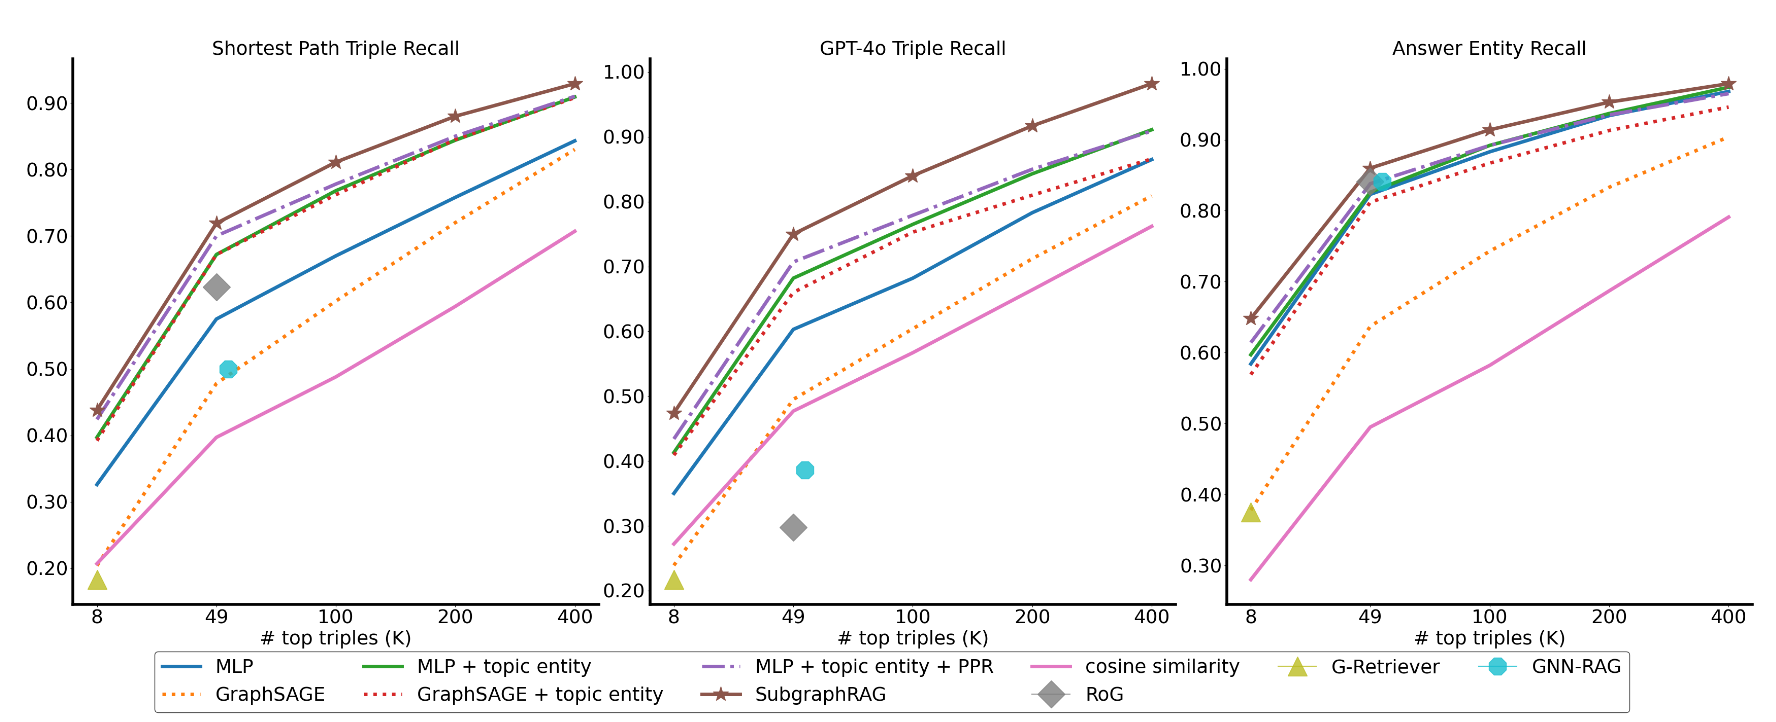 Shortest Path Triple Recall
0.90
0.80
0.70
0.60
0.50
0.40
0.30
0.20
8 49 100 200 400
# top triples (K)
GPT-4o Triple Recall
1.00
0.90
0.80
0.70
0.60
0.50
0.40
0.30
0.20
8 49 100 200 400
# top triples (K)
Answer Entity Recall
1.00
0.90
0.80
0.70
0.60
0.50
0.40
0.30
8 49 100 200 400
# top triples (K)
MLP MLP + topic entity MLP + topic entity + PPR cosine similarity G-Retriever GNN-RAG
GraphSAGE GraphSAGE + topic entity SubgraphRAG RoG